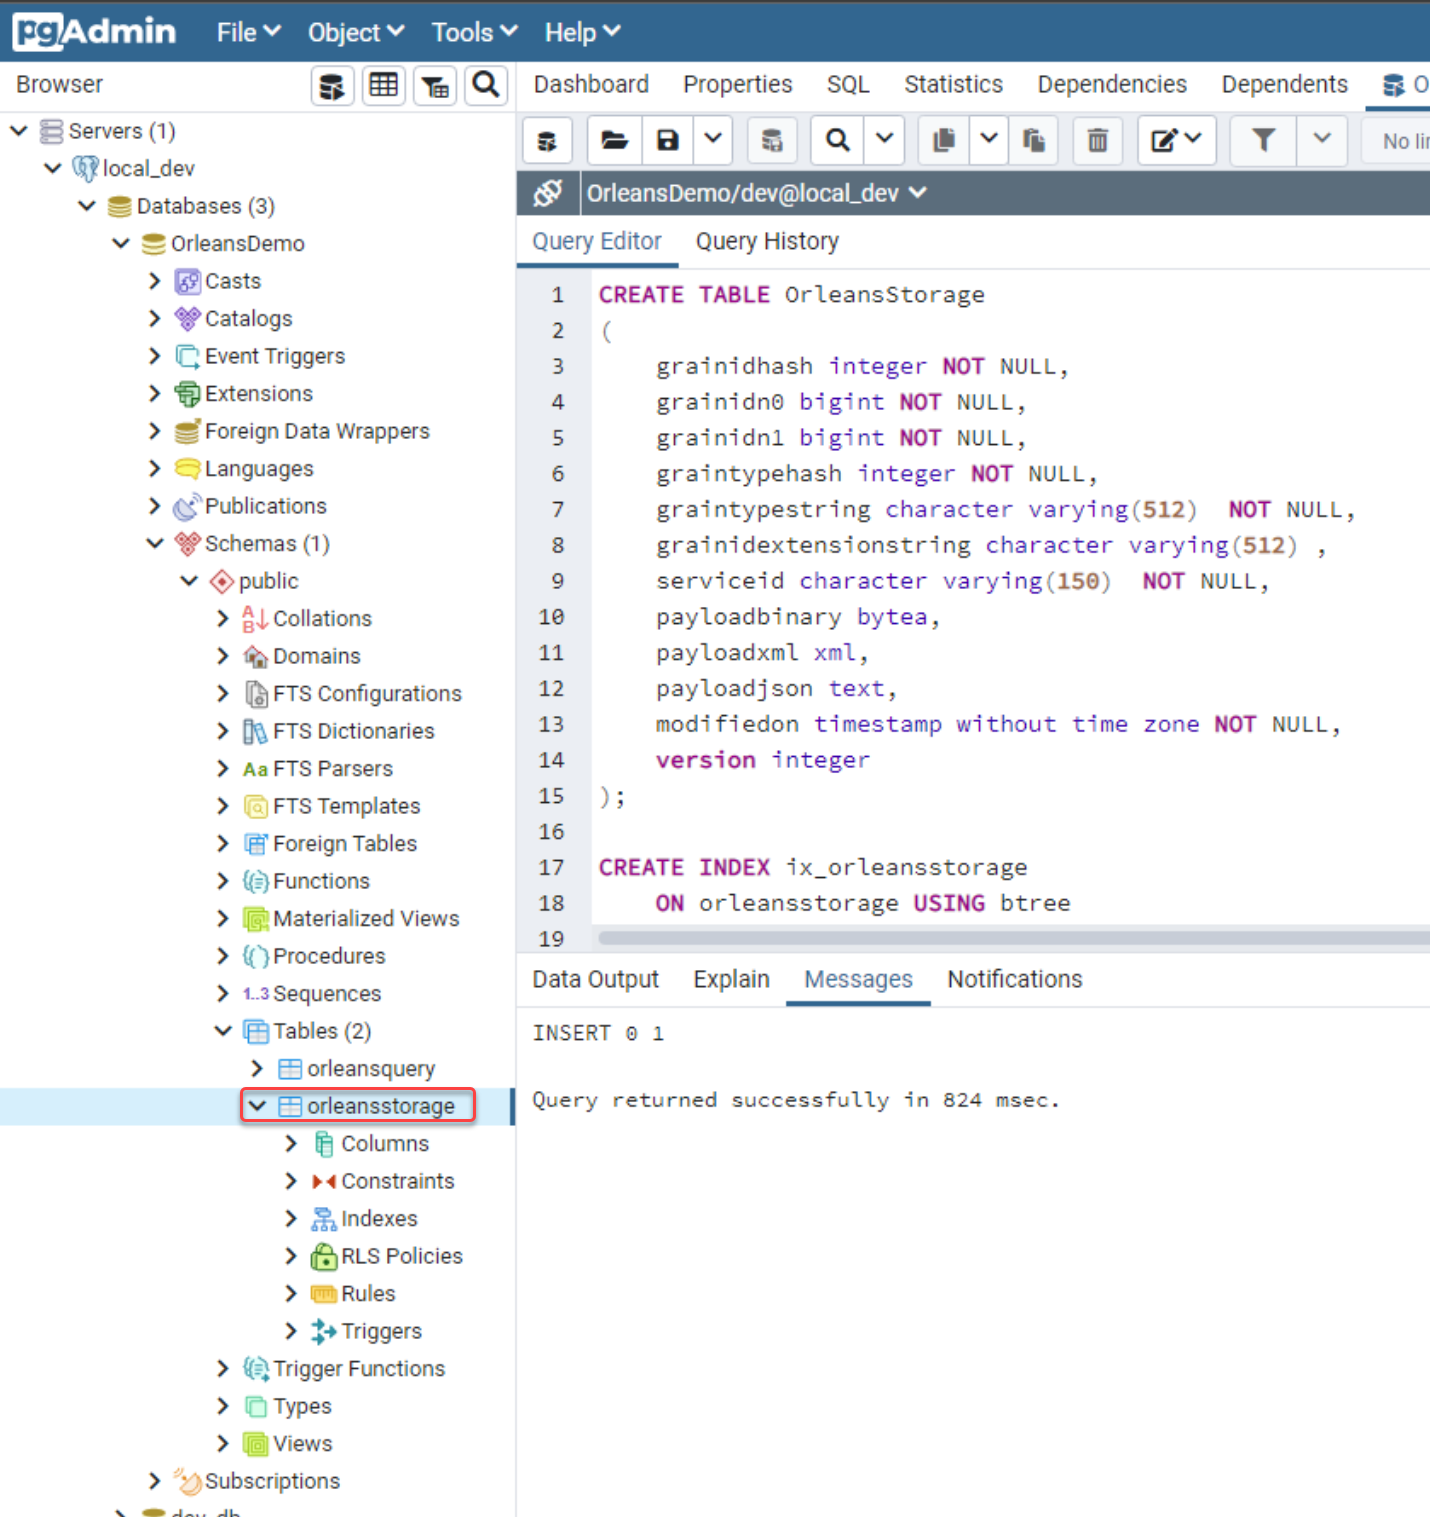 pgAdmin File Object Tools Help
Browser
Dashboard Properties SQL Statistics Dependencies Dependents
Servers (1)
local_dev
Databases (3)
OrleansDemo
Casts
Catalogs
Event Triggers
Extensions
Foreign Data Wrappers
Languages
Publications
Schemas (1)
public
Collations
Domains
FTS Configurations
FTS Dictionaries
Aa FTS Parsers
FTS Templates
Foreign Tables
Functions
Materialized Views
Procedures
1..3 Sequences
Tables (2)
orleansquery
orleansstorage
Columns
Constraints
Indexes
RLS Policies
Rules
Triggers
Trigger Functions
Types
Views
Subscriptions
dev_db
No
OrleansDemo/dev@local_dev
Query Editor Query History
1 CREATE TABLE OrleansStorage
2 (
3 grainidhash integer NOT NULL,
4 grainidn0 bigint NOT NULL,
5 grainidn1 bigint NOT NULL,
6 graintypehash integer NOT NULL,
7 graintypestring character varying(512)  NOT NULL,
8 grainidextensionstring character varying(512) ,
9 serviceid character varying(150)  NOT NULL,
10 payloadbinary bytea,
11 payloadxml xml,
12 payloadjson text,
13 modifiedon timestamp without time zone NOT NULL,
14 version integer
15 );
16
17 CREATE INDEX ix_orleansstorage
18 ON orleansstorage USING btree
19
Data Output Explain Messages Notifications
INSERT 0 1
Query returned successfully in 824 msec.